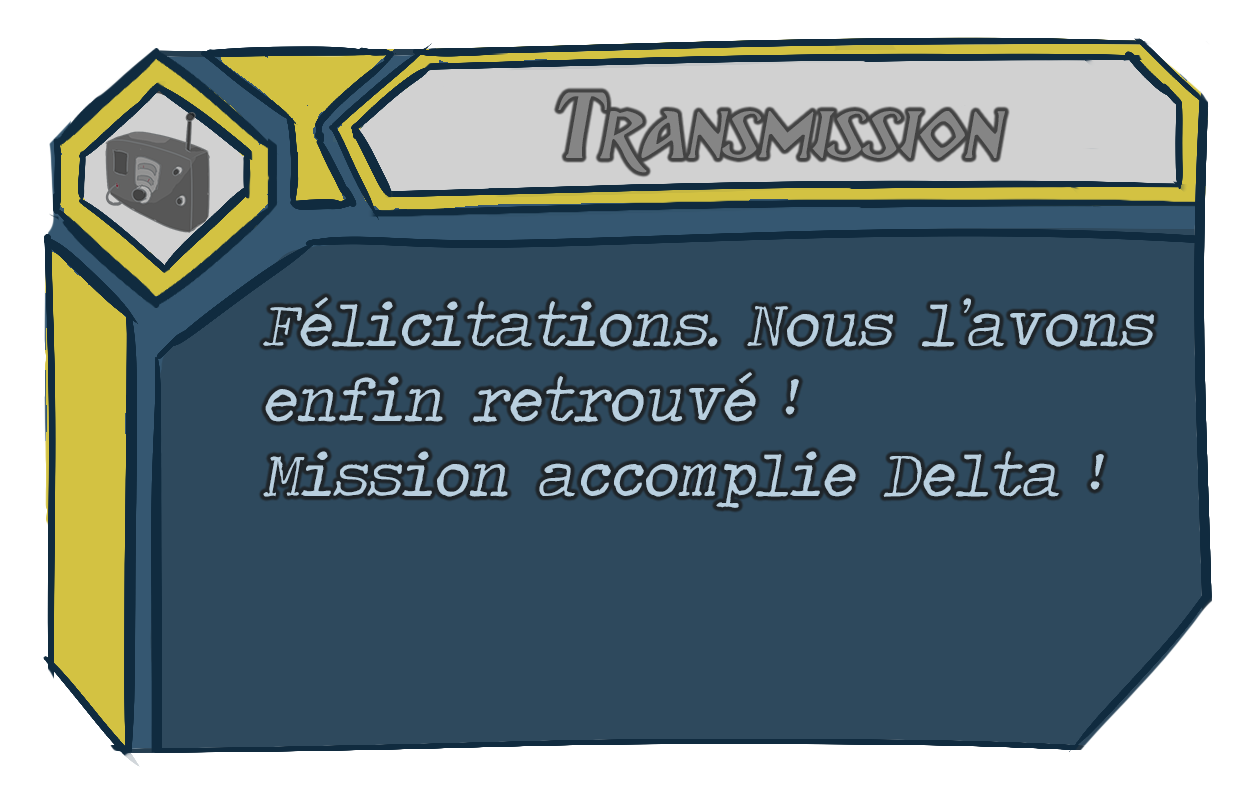 Transmission
Félicitations. Nous l'avons
enfin retrouvé !
Mission accomplie Delta !